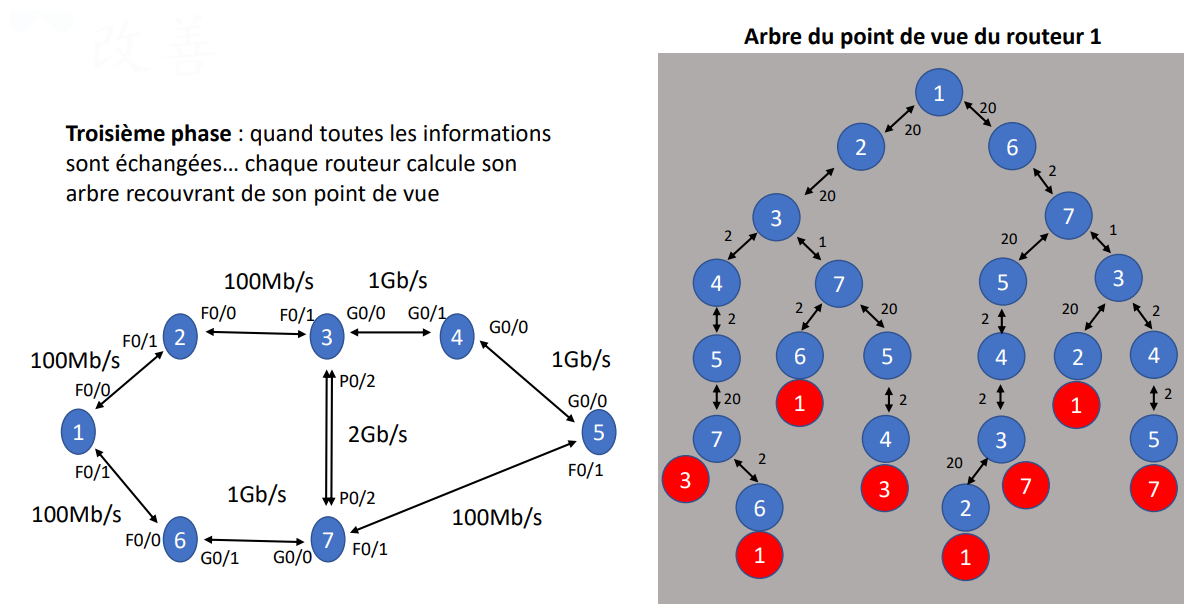 改善
Arbre du point de vue du routeur 1
Troisième phase : quand toutes les informations
sont échangées… chaque routeur calcule son
arbre recouvrant de son point de vue
100Mb/s
1Gb/s
F0/0
F0/1
G0/0
G0/1
2
3
4
G0/0
F0/1
100Mb/s
1Gb/s
F0/0
P0/2
G0/0
1
2Gb/s
5
F0/1
F0/1
1Gb/s
P0/2
100Mb/s
100Mb/s
F0/0
6
7
F0/1
G0/1
G0/0
1
20
20
2
6
2
20
3
7
2
1
20
1
4
7
5
3
2
2
20
2
20
2
5
6
5
4
2
4
20
1
2
2
1
2
7
4
3
5
3
2
3
20
7
7
6
2
1
1